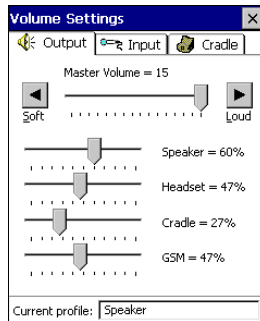 Volume Settings
Output Input Cradle
Master Volume = 15
Soft Loud
Speaker = 60%
Headset = 47%
Cradle = 27%
GSM = 47%
Current profile: Speaker